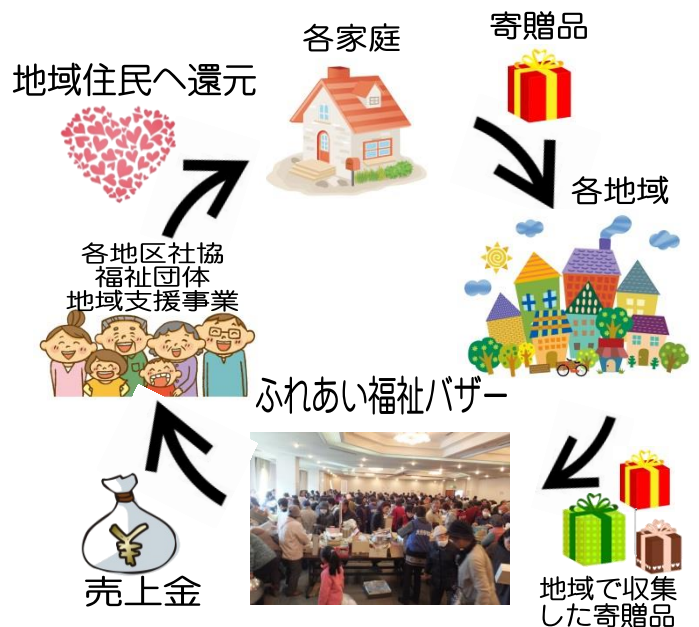 各家庭
寄贈品
各地域
地域で収集
した寄贈品
ふれあい福祉バザー
売上金
¥
各地区社協
福祉団体
地域支援事業
地域住民へ還元